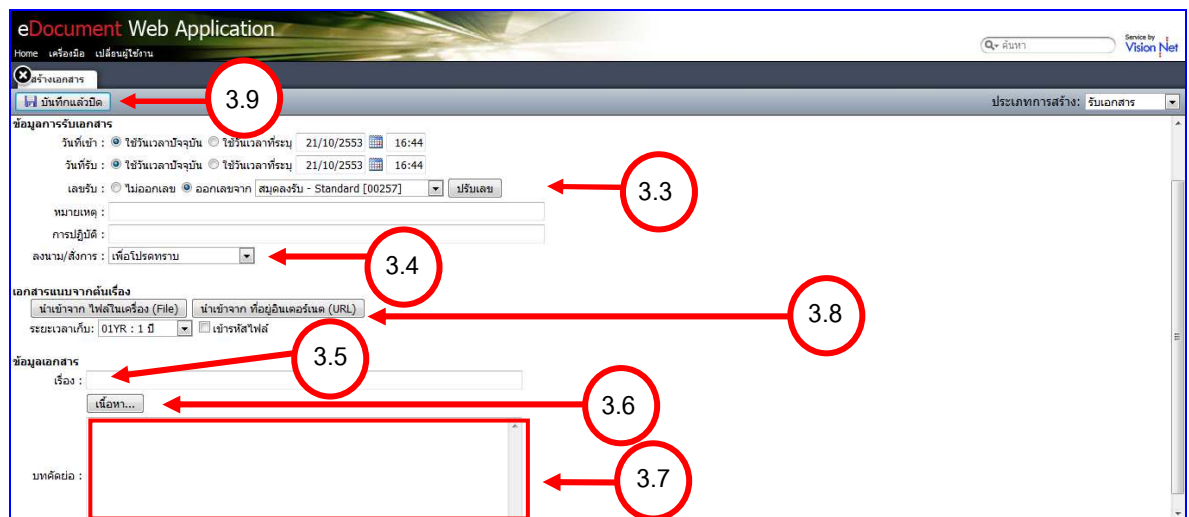 eDocument Web Application
Home เครื่องมือ เปลี่ยนผู้ใช้งาน
ค้นหา
Service by
Vision Net
สร้างเอกสาร
บันทึกแล้วปิด
3.9
ประเภทการสร้าง: รับเอกสาร
ข้อมูลการรับเอกสาร
วันที่เข้า : ใช้วันเวลาปัจจุบัน ใช้วันเวลาที่ระบุ 21/10/2553 16:44
วันที่รับ : ใช้วันเวลาปัจจุบัน ใช้วันเวลาที่ระบุ 21/10/2553 16:44
เลขรับ : ไม่ออกเลข ออกเลขจาก สมุดลงรับ - Standard [00257] ปรับเลข
3.3
หมายเหตุ :
การปฏิบัติ :
ลงนาม/สั่งการ : เพื่อโปรดทราบ
3.4
เอกสารแนบจากต้นเรื่อง
นำเข้าจาก ไฟล์ในเครื่อง (File) นำเข้าจาก ที่อยู่อินเตอร์เนต (URL)
3.8
ระยะเวลาเก็บ: 01YR : 1 ปี เข้ารหัสไฟล์
ข้อมูลเอกสาร
3.5
เรื่อง :
เนื้อหา...
3.6
บทคัดย่อ :
3.7